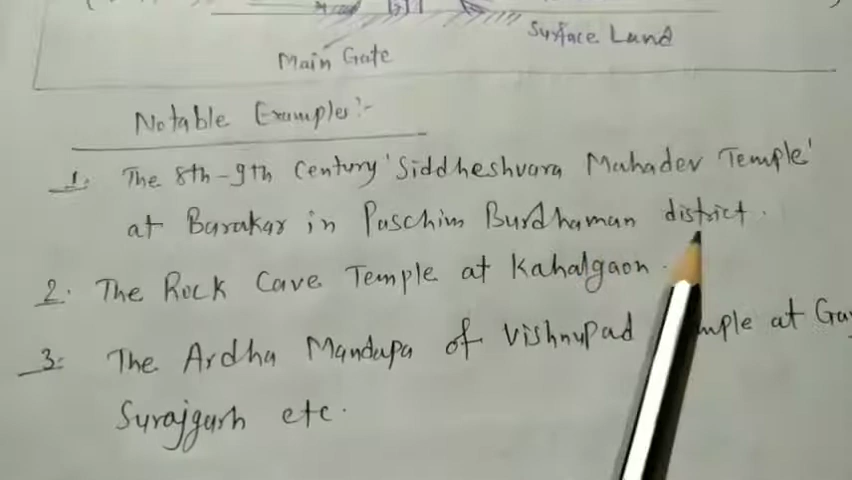 Surface Land
Main Gate
Notable Examples:-
1. The 8th-9th Century 'Siddheshvara Mahadev Temple'
at Barakar in Paschim Burdhaman district.
2. The Rock Cave Temple at Kahalgaon.
3. The Ardha Mandapa of Vishnupad at
Surajgarh etc.